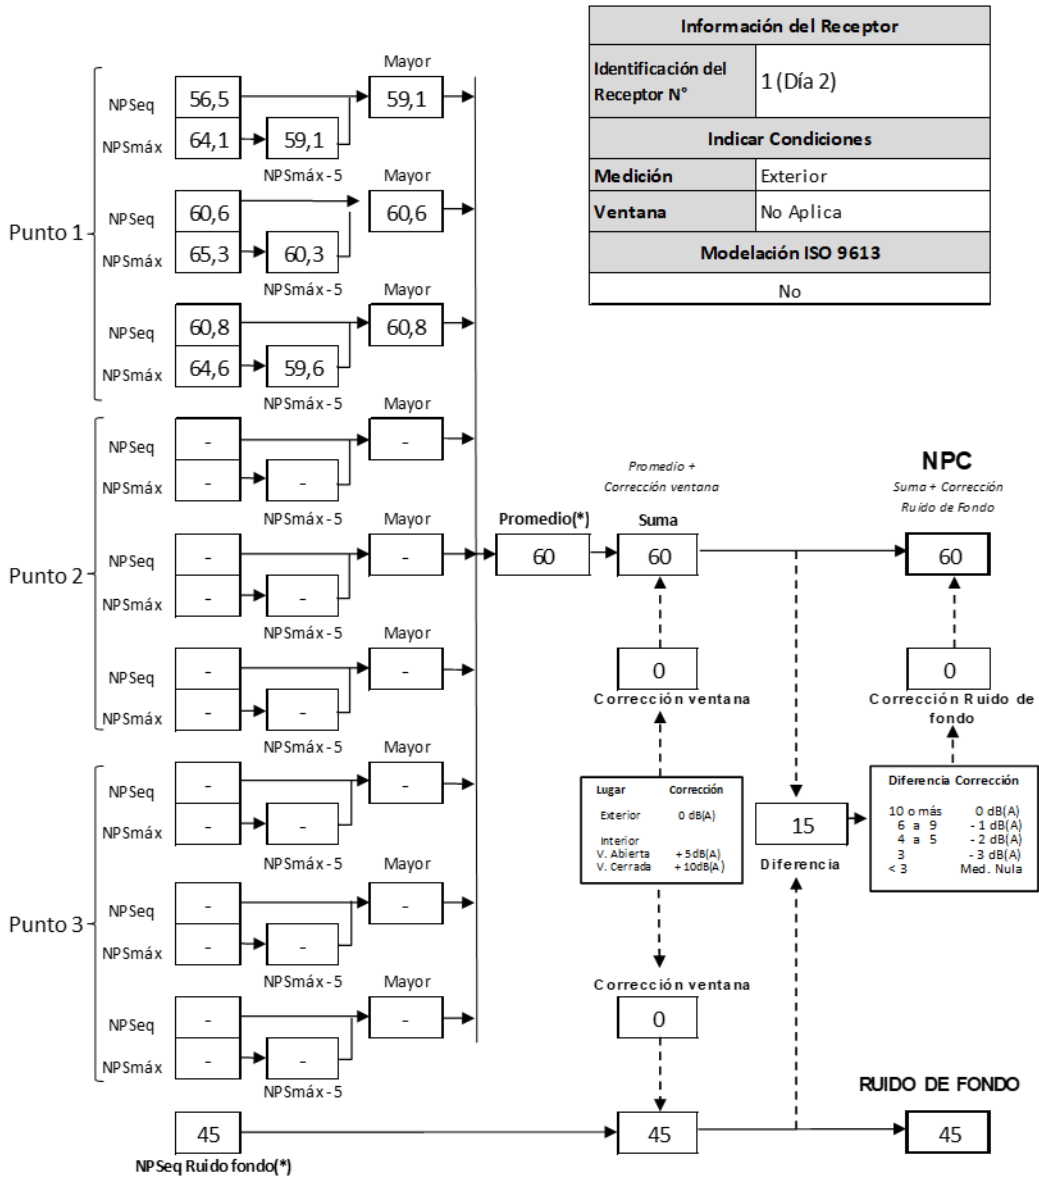 Información del Receptor
Identificación del
Receptor N°
1 (Día 2)
Indicar Condiciones
Medición
Exterior
Ventana
No Aplica
Modelación ISO 9613
No
Punto 1
Mayor
NPSeq
56,5
59,1
NPSmáx
64,1
59,1
NPSmáx-5
Mayor
NPSeq
60,6
60,6
NPSmáx
65,3
60,3
NPSmáx-5
Mayor
NPSeq
60,8
60,8
NPSmáx
64,6
59,6
NPSmáx-5
Punto 2
Mayor
NPSeq
-
-
NPSmáx
-
-
NPSmáx-5
Mayor
NPSeq
-
-
NPSmáx
-
-
NPSmáx-5
Mayor
NPSeq
-
-
NPSmáx
-
-
NPSmáx-5
Punto 3
Mayor
NPSeq
-
-
NPSmáx
-
-
NPSmáx-5
Mayor
NPSeq
-
-
NPSmáx
-
-
NPSmáx-5
Mayor
NPSeq
-
-
NPSmáx
-
-
NPSmáx-5
Promedio(*)
60
Promedio +
Corrección ventana
Suma
60
NPC
Suma + Corrección
Ruido de Fondo
60
0
Corrección ventana
0
Corrección Ruido de
fondo
Lugar Corrección
Exterior 0 dB(A)
Interior
V. Abierta +5dB(A)
V. Cerrada +10dB(A)
15
Diferencia
Diferencia Corrección
10 o más 0 dB(A)
6 a 9 -1 dB(A)
4 a 5 -2 dB(A)
3 -3 dB(A)
< 3 Med. Nula
Corrección ventana
0
RUIDO DE FONDO
45
45
45
NPSeq Ruido fondo(*)